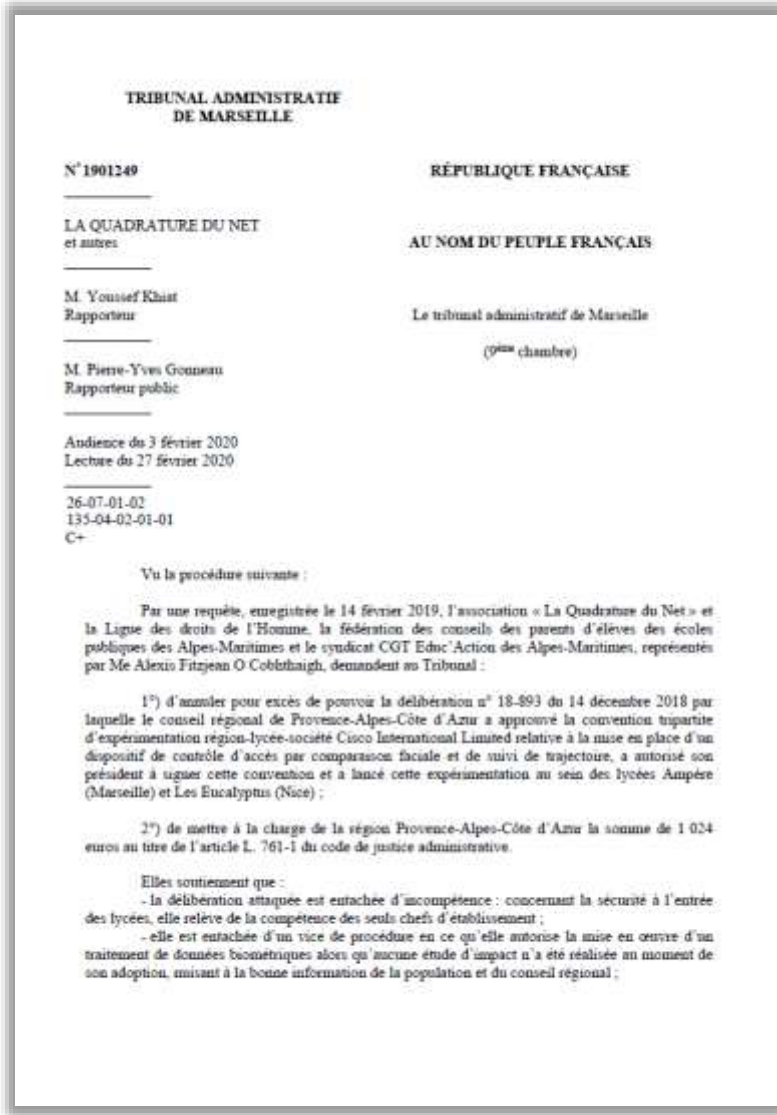 TRIBUNAL ADMINISTRATIF
DE MARSEILLE
N° 1901249
RÉPUBLIQUE FRANÇAISE
LA QUADRATURE DU NET
et autres
AU NOM DU PEUPLE FRANÇAIS
M. Youssef Khiat
Rapporteur
Le tribunal administratif de Marseille
(9ème chambre)
M. Pierre-Yves Gonneau
Rapporteur public
Audience du 3 février 2020
Lecture du 27 février 2020
26-07-01-02
135-04-02-01-01
C+
Vu la procédure suivante :
Par une requête, enregistrée le 14 février 2019, l'association « La Quadrature du Net » et
la Ligue des droits de l'Homme, la fédération des conseils des parents d'élèves des écoles
publiques des Alpes-Maritimes et le syndicat CGT Educ'Action des Alpes-Maritimes, représentés
par Me Alexis Fitzjean O Cobhthaigh, demandent au Tribunal :
1°) d'annuler pour excès de pouvoir la délibération n° 18-893 du 14 décembre 2018 par
laquelle le conseil régional de Provence-Alpes-Côte d'Azur a approuvé la convention tripartite
d'expérimentation région-lycée-société Cisco International Limited relative à la mise en place d'un
dispositif de contrôle d'accès par comparaison faciale et de suivi de trajectoire, a autorisé son
président à signer cette convention et a lancé cette expérimentation au sein des lycées Ampère
(Marseille) et Les Eucalyptus (Nice) ;
2°) de mettre à la charge de la région Provence-Alpes-Côte d'Azur la somme de 1 024
euros au titre de l'article L. 761-1 du code de justice administrative.
Elles soutiennent que :
- la délibération attaquée est entachée d'incompétence : concernant la sécurité à l'entrée
des lycées, elle relève de la compétence des seuls chefs d'établissement ;
- elle est entachée d'un vice de procédure en ce qu'elle autorise la mise en œuvre d'un
traitement de données biométriques alors qu'aucune étude d'impact n'a été réalisée au moment de
son adoption, nuisant à la bonne information de la population et du conseil régional ;